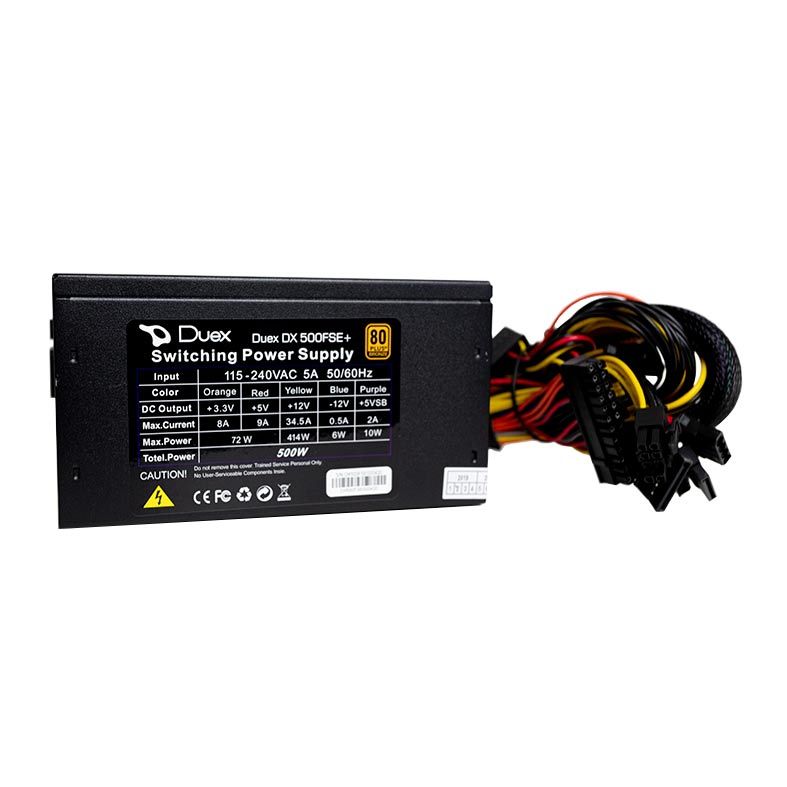 Duex
Duex DX 500FSE+
80
PLUS
BRONZE
Switching Power Supply
Input 115-240VAC 5A 50/60Hz
Color Orange Red Yellow Blue Purple
DC Output +3.3V +5V +12V -12V +5VSB
Max.Current 8A 9A 34.5A 0.5A 2A
Max.Power 72 W 414W 6W 10W
Totel.Power 500W
CAUTION! Do not remove this cover. Trained Service Personal Only.
No User-Serviceable Components Insie.
CE FC
2019